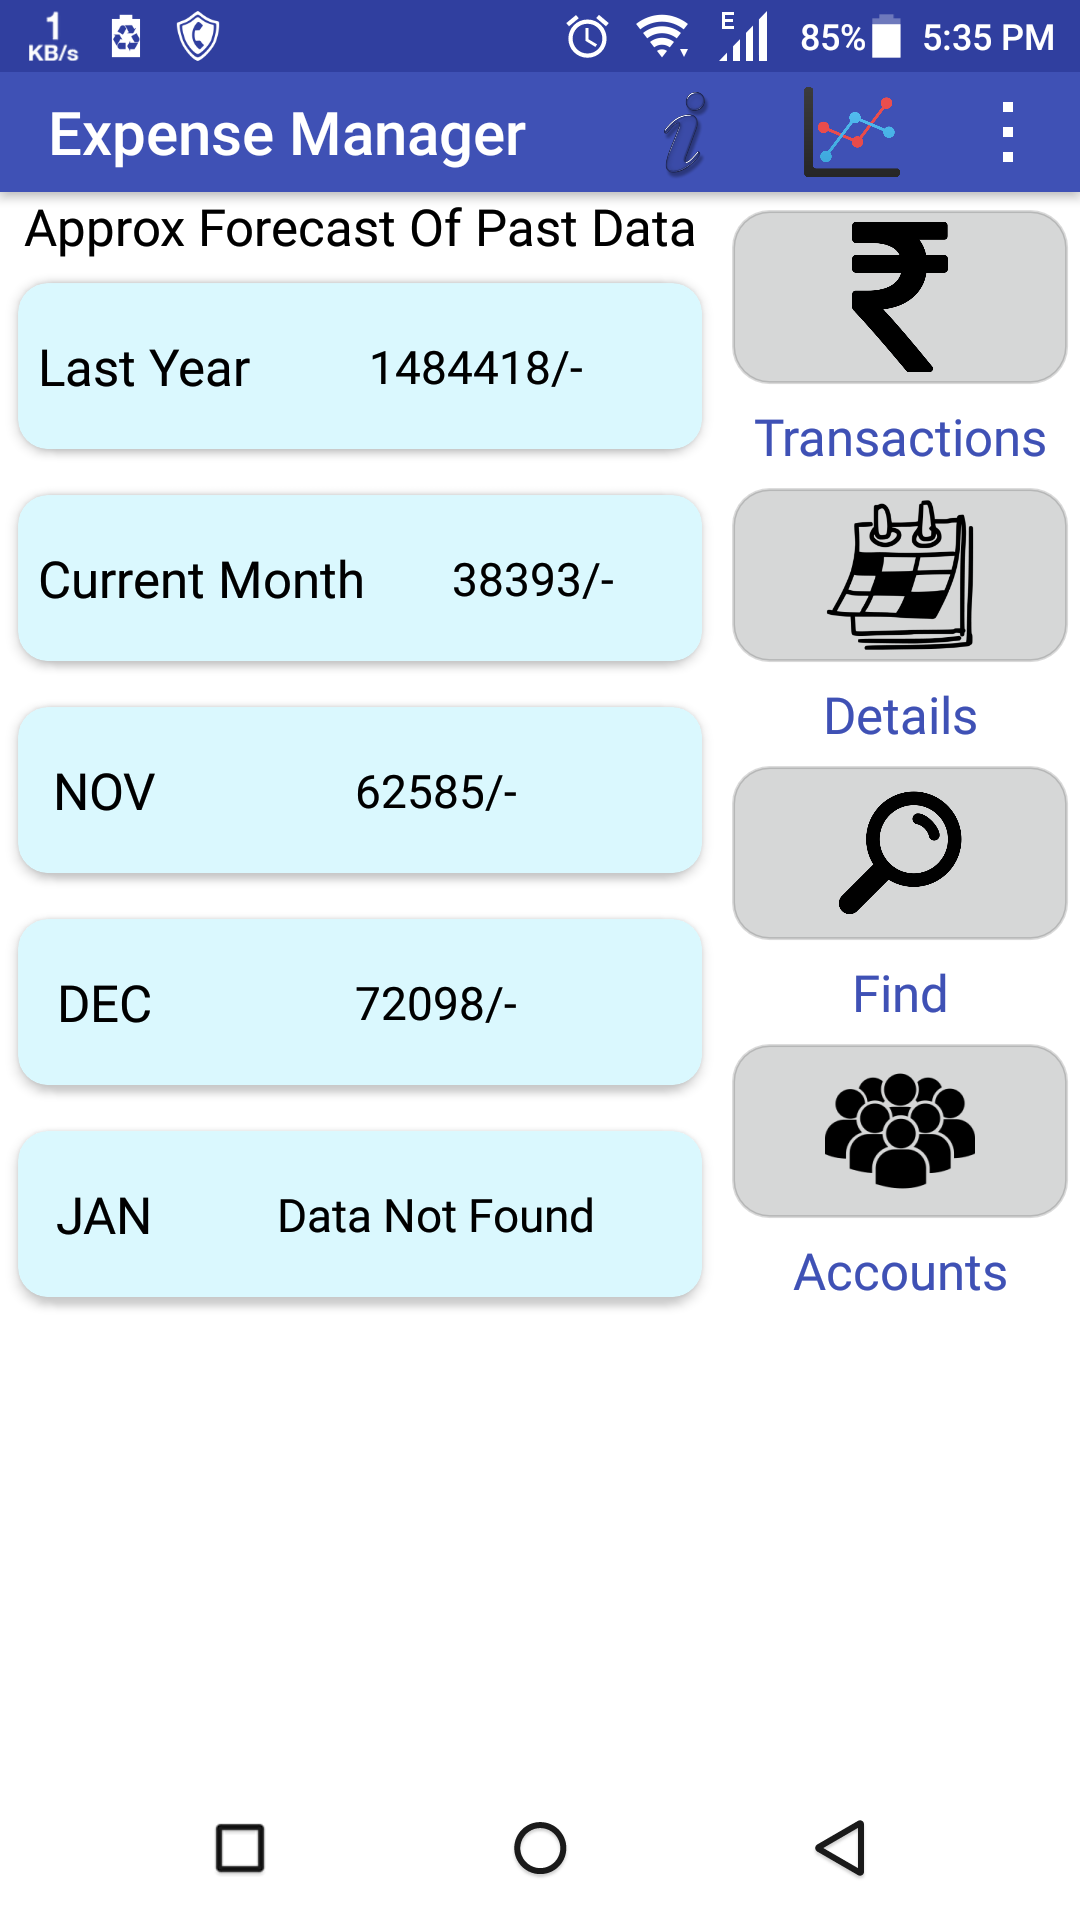 1
KB/s
E
85%
5:35 PM
Expense Manager
Approx Forecast Of Past Data
Last Year 1484418/-
Transactions
Current Month 38393/-
Details
NOV 62585/-
Find
DEC 72098/-
JAN Data Not Found
Accounts